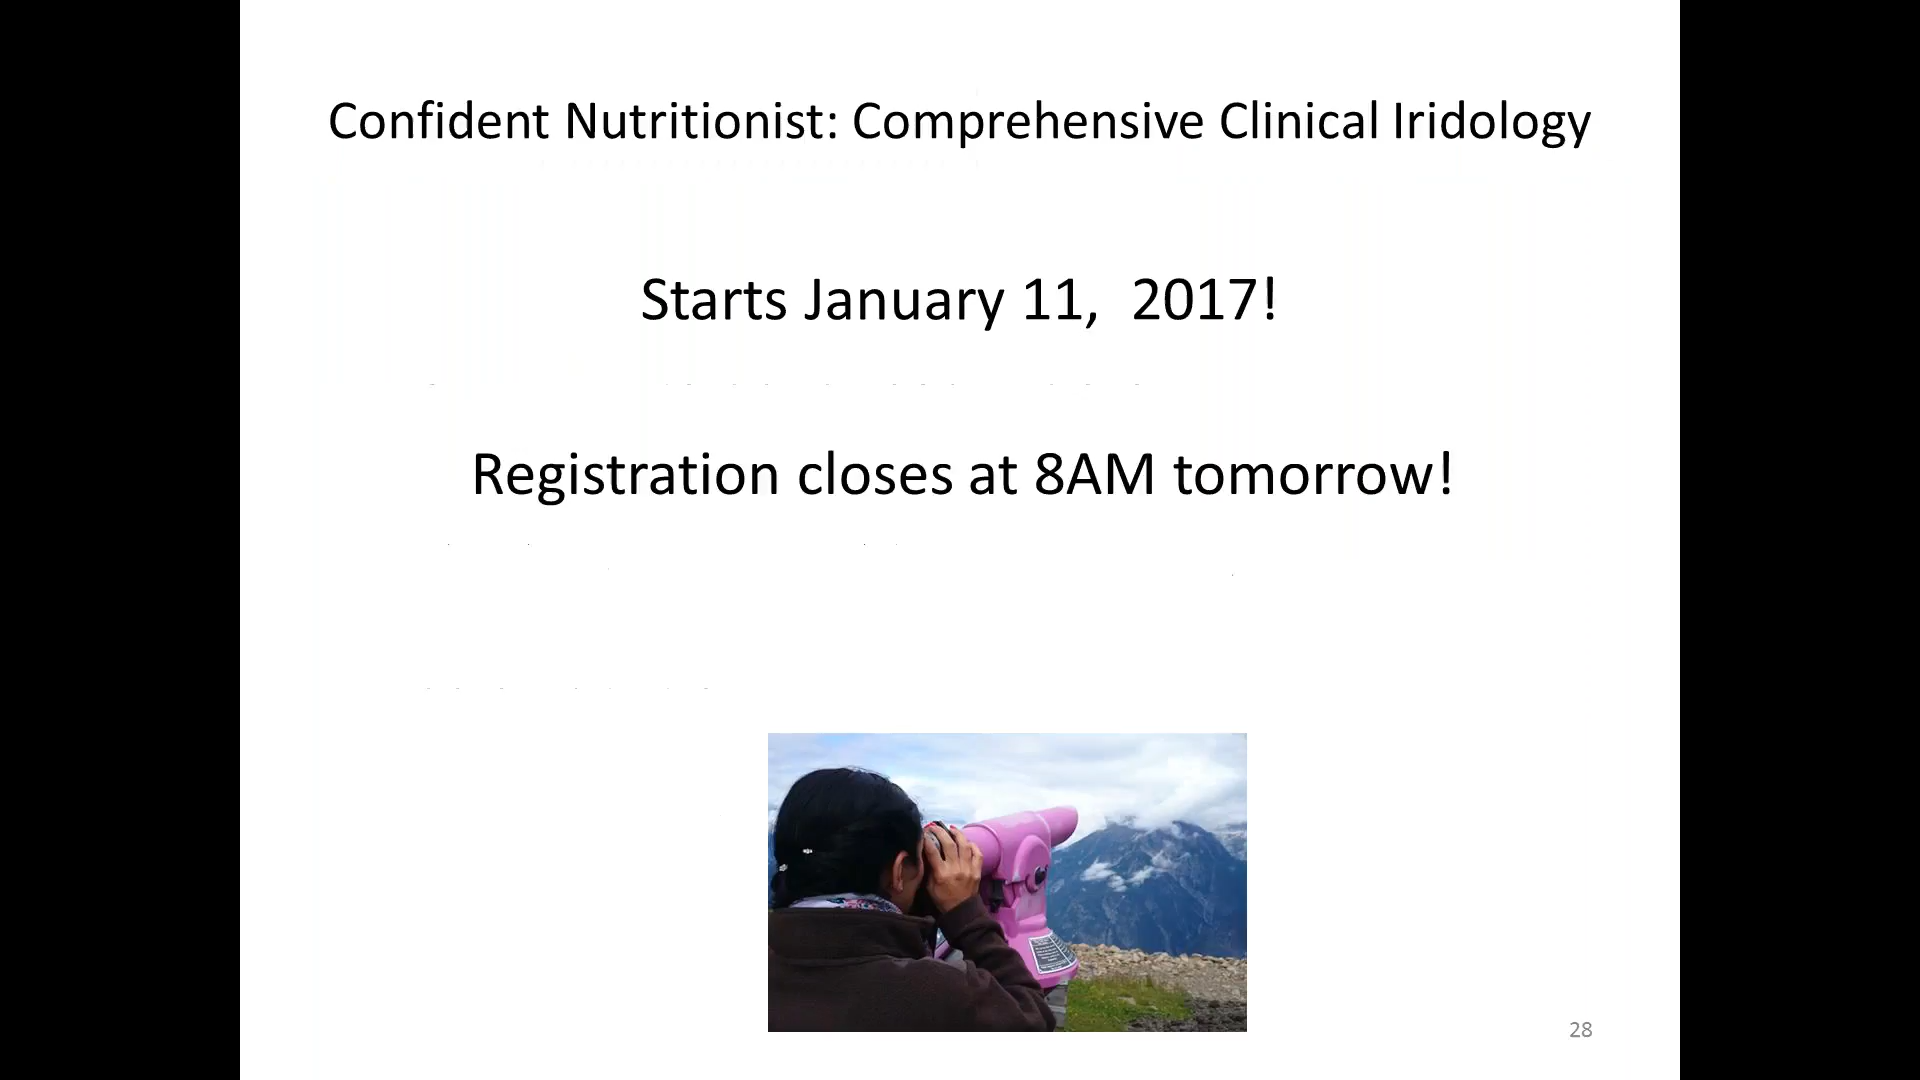 Confident Nutritionist: Comprehensive Clinical Iridology
Starts January 11,  2017!
Registration closes at 8AM tomorrow!
28